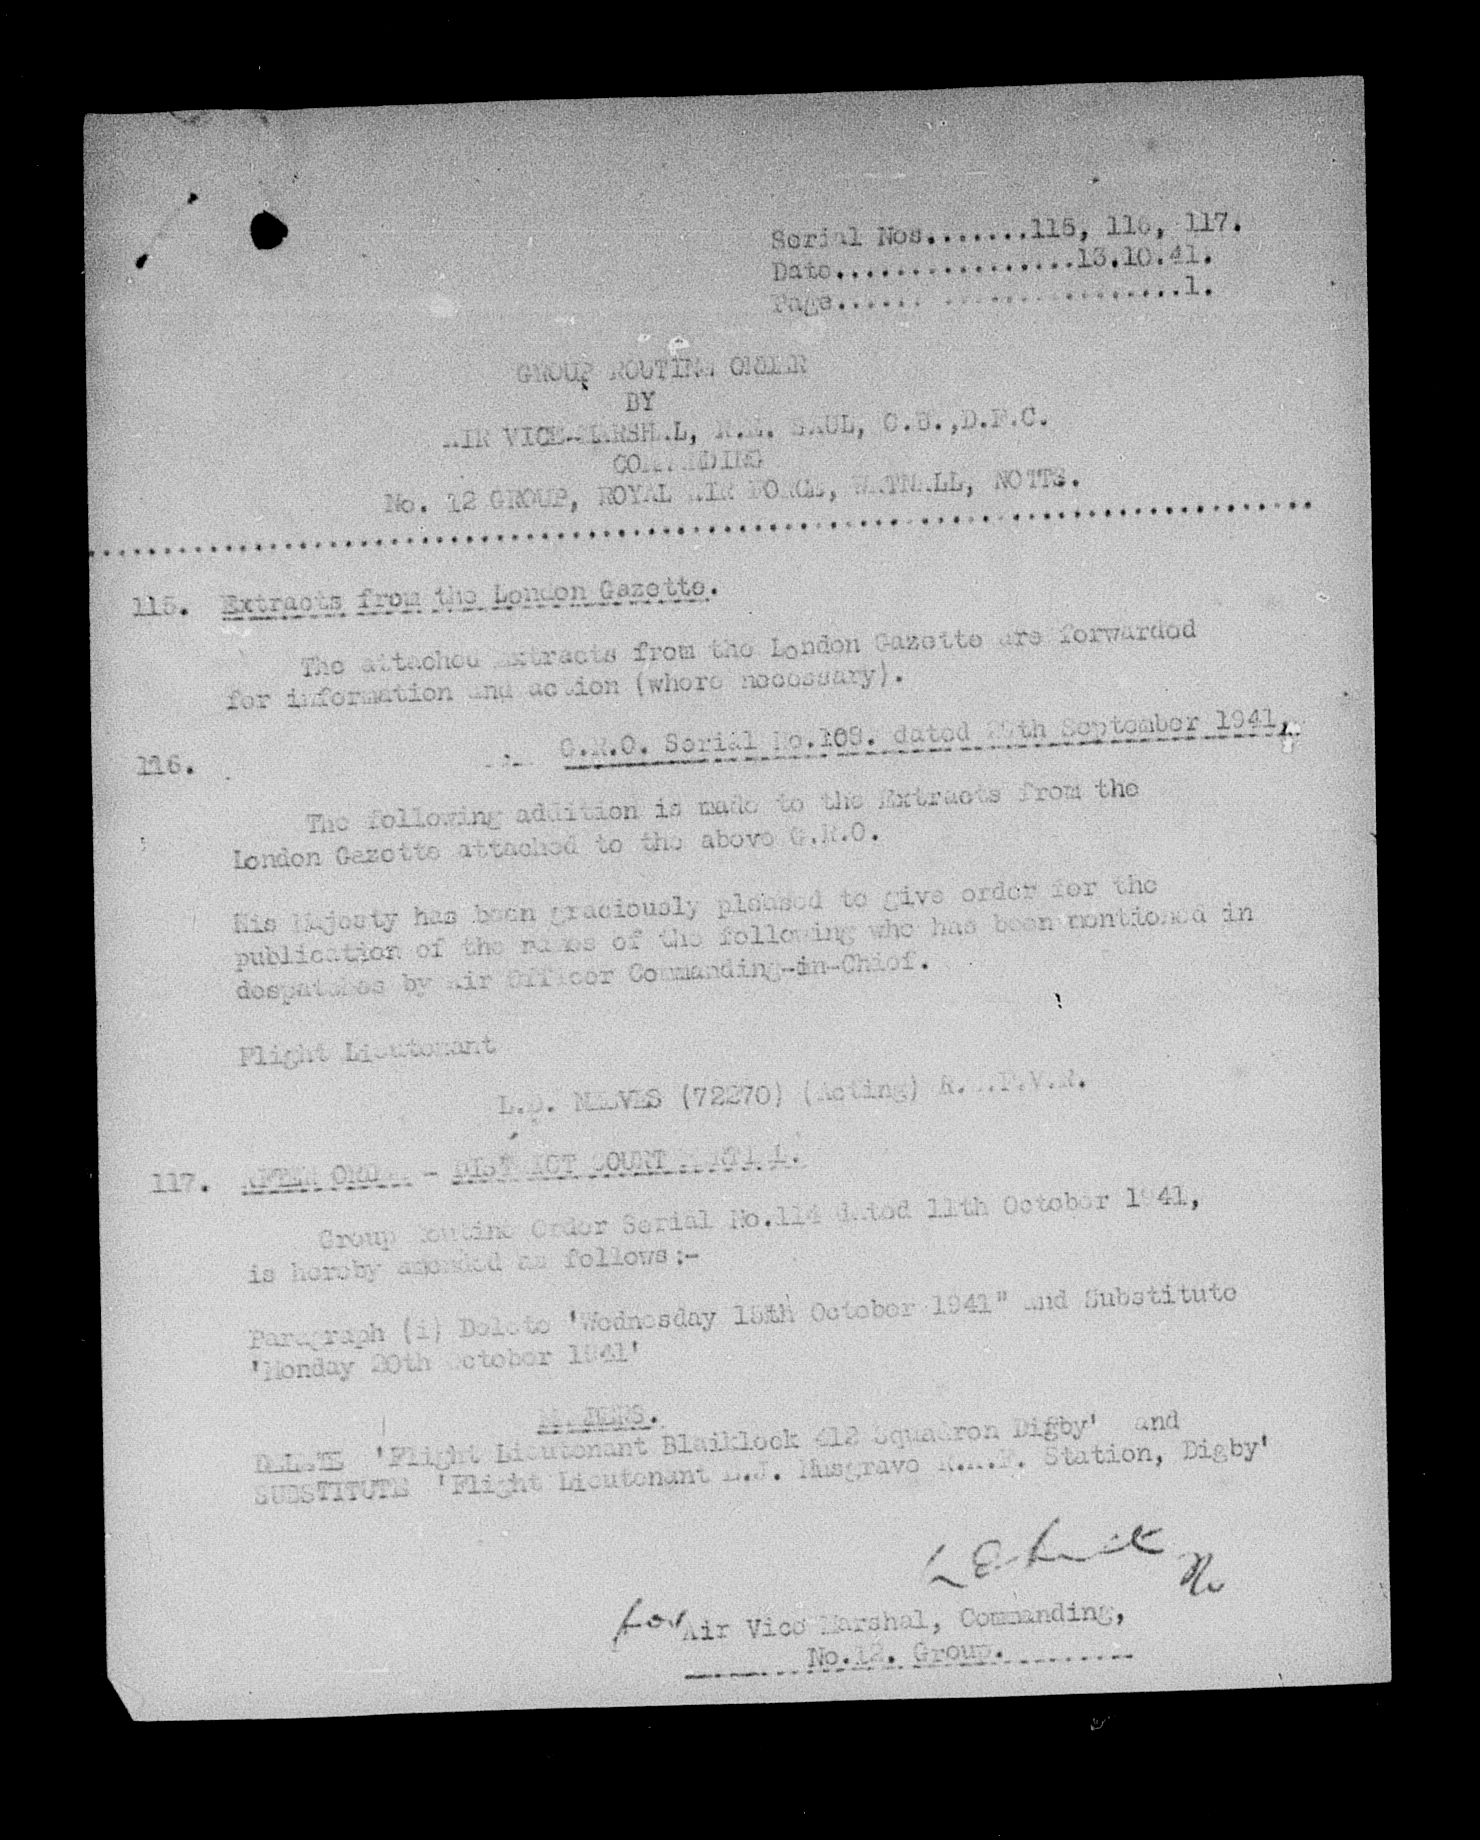 Serial Nos.......115, 116, 117.
Date.................13.10.41.
Page...... .................1.
GROUP ROUTINE ORDER
BY
AIR VICE-MARSHAL, R.E. SAUL, C.B.,D.F.C.
COMMANDING
No. 12 GROUP, ROYAL AIR FORCE, WATNALL, NOTTS.
115. Extracts from the London Gazette.
The attached Extracts from the London Gazette are forwarded
for information and action (where necessary).
116. G.R.O. Serial No.109. dated September 1941,
The following addition is made to the Extracts from the
London Gazette attached to the above G.R.O.
His Majesty has been graciously pleased to give order for the
publication of the names of the following who has been mentioned in
despatches by Air Officer Commanding-in-Chief.
Flight Lieutenant
L.D. (72270) (Acting) R.A.F.V.R.
117. AFTER ORDER - DISTRICT COURT MARTIAL.
Group Routine Order Serial No.114 dated 11th October 1941,
is hereby amended as follows:-
Paragraph (i) Delete 'Wednesday 15th October 1941" and Substitute
'Monday 20th October 1941'
MEMBERS.
DELETE 'Flight Lieutenant Blaiklock 412 Squadron Digby' and
SUBSTITUTE 'Flight Lieutenant Musgrave R.A.F. Station, Digby'
for Air Vice Marshal, Commanding,
No.12. Group.